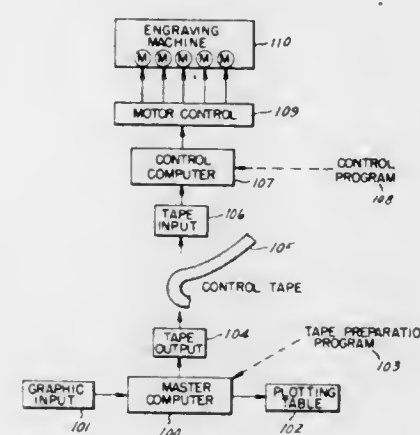 ENGRAVING
MACHINE
110
M M M M M
MOTOR CONTROL
109
CONTROL
COMPUTER
107
CONTROL
PROGRAM
108
TAPE
INPUT
106
105
CONTROL TAPE
TAPE
OUTPUT
104
TAPE PREPARATIO
PROGRAM
103
GRAPHIC
INPUT
101
MASTER
COMPUTER
100
PLOTTING
TABLE
102